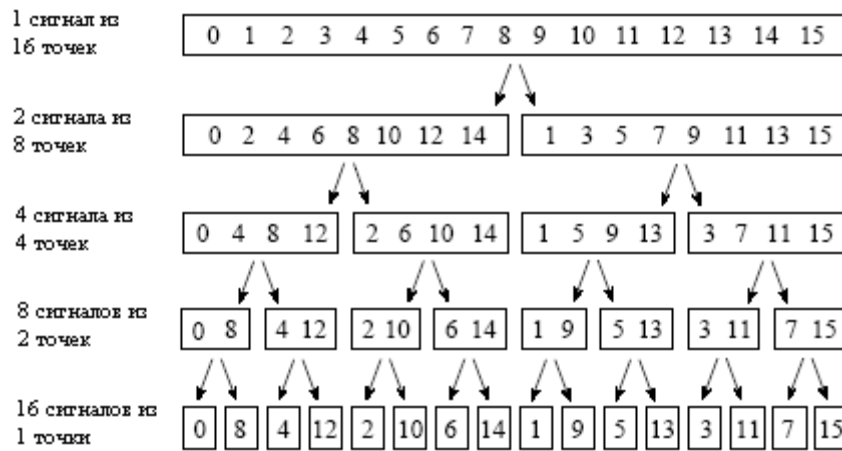 1 сигнал из
16 точек
0 1 2 3 4 5 6 7 8 9 10 11 12 13 14 15
2 сигнала из
8 точек
0 2 4 6 8 10 12 14 1 3 5 7 9 11 13 15
4 сигнала из
4 точек
0 4 8 12 2 6 10 14 1 5 9 13 3 7 11 15
8 сигналов из
2 точек
0 8 4 12 2 10 6 14 1 9 5 13 3 11 7 15
16 сигналов из
1 точки
0 8 4 12 2 10 6 14 1 9 5 13 3 11 7 15